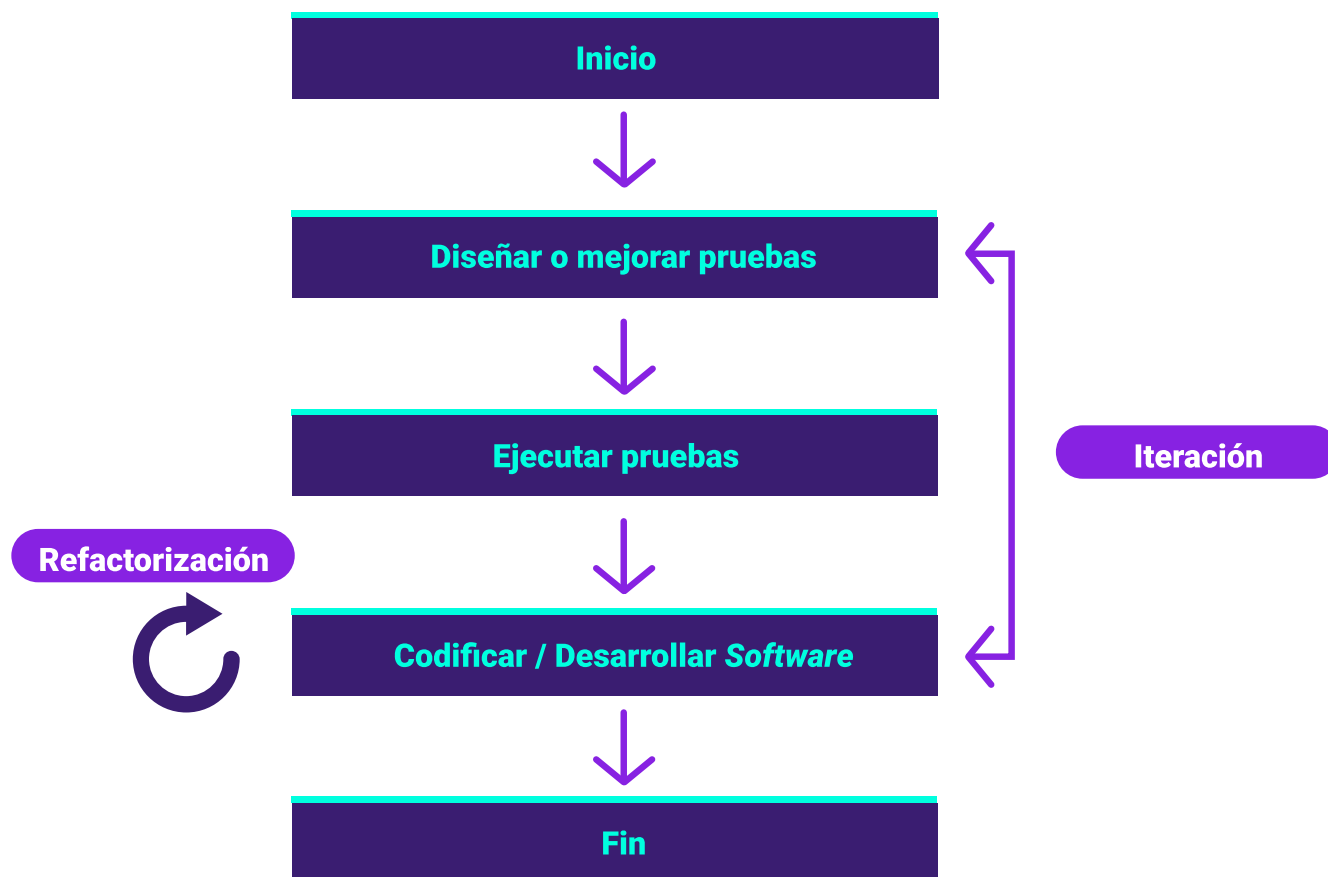 Inicio
Diseñar o mejorar pruebas
Ejecutar pruebas
Iteración
Refactorización
Codificar / Desarrollar Software
Fin